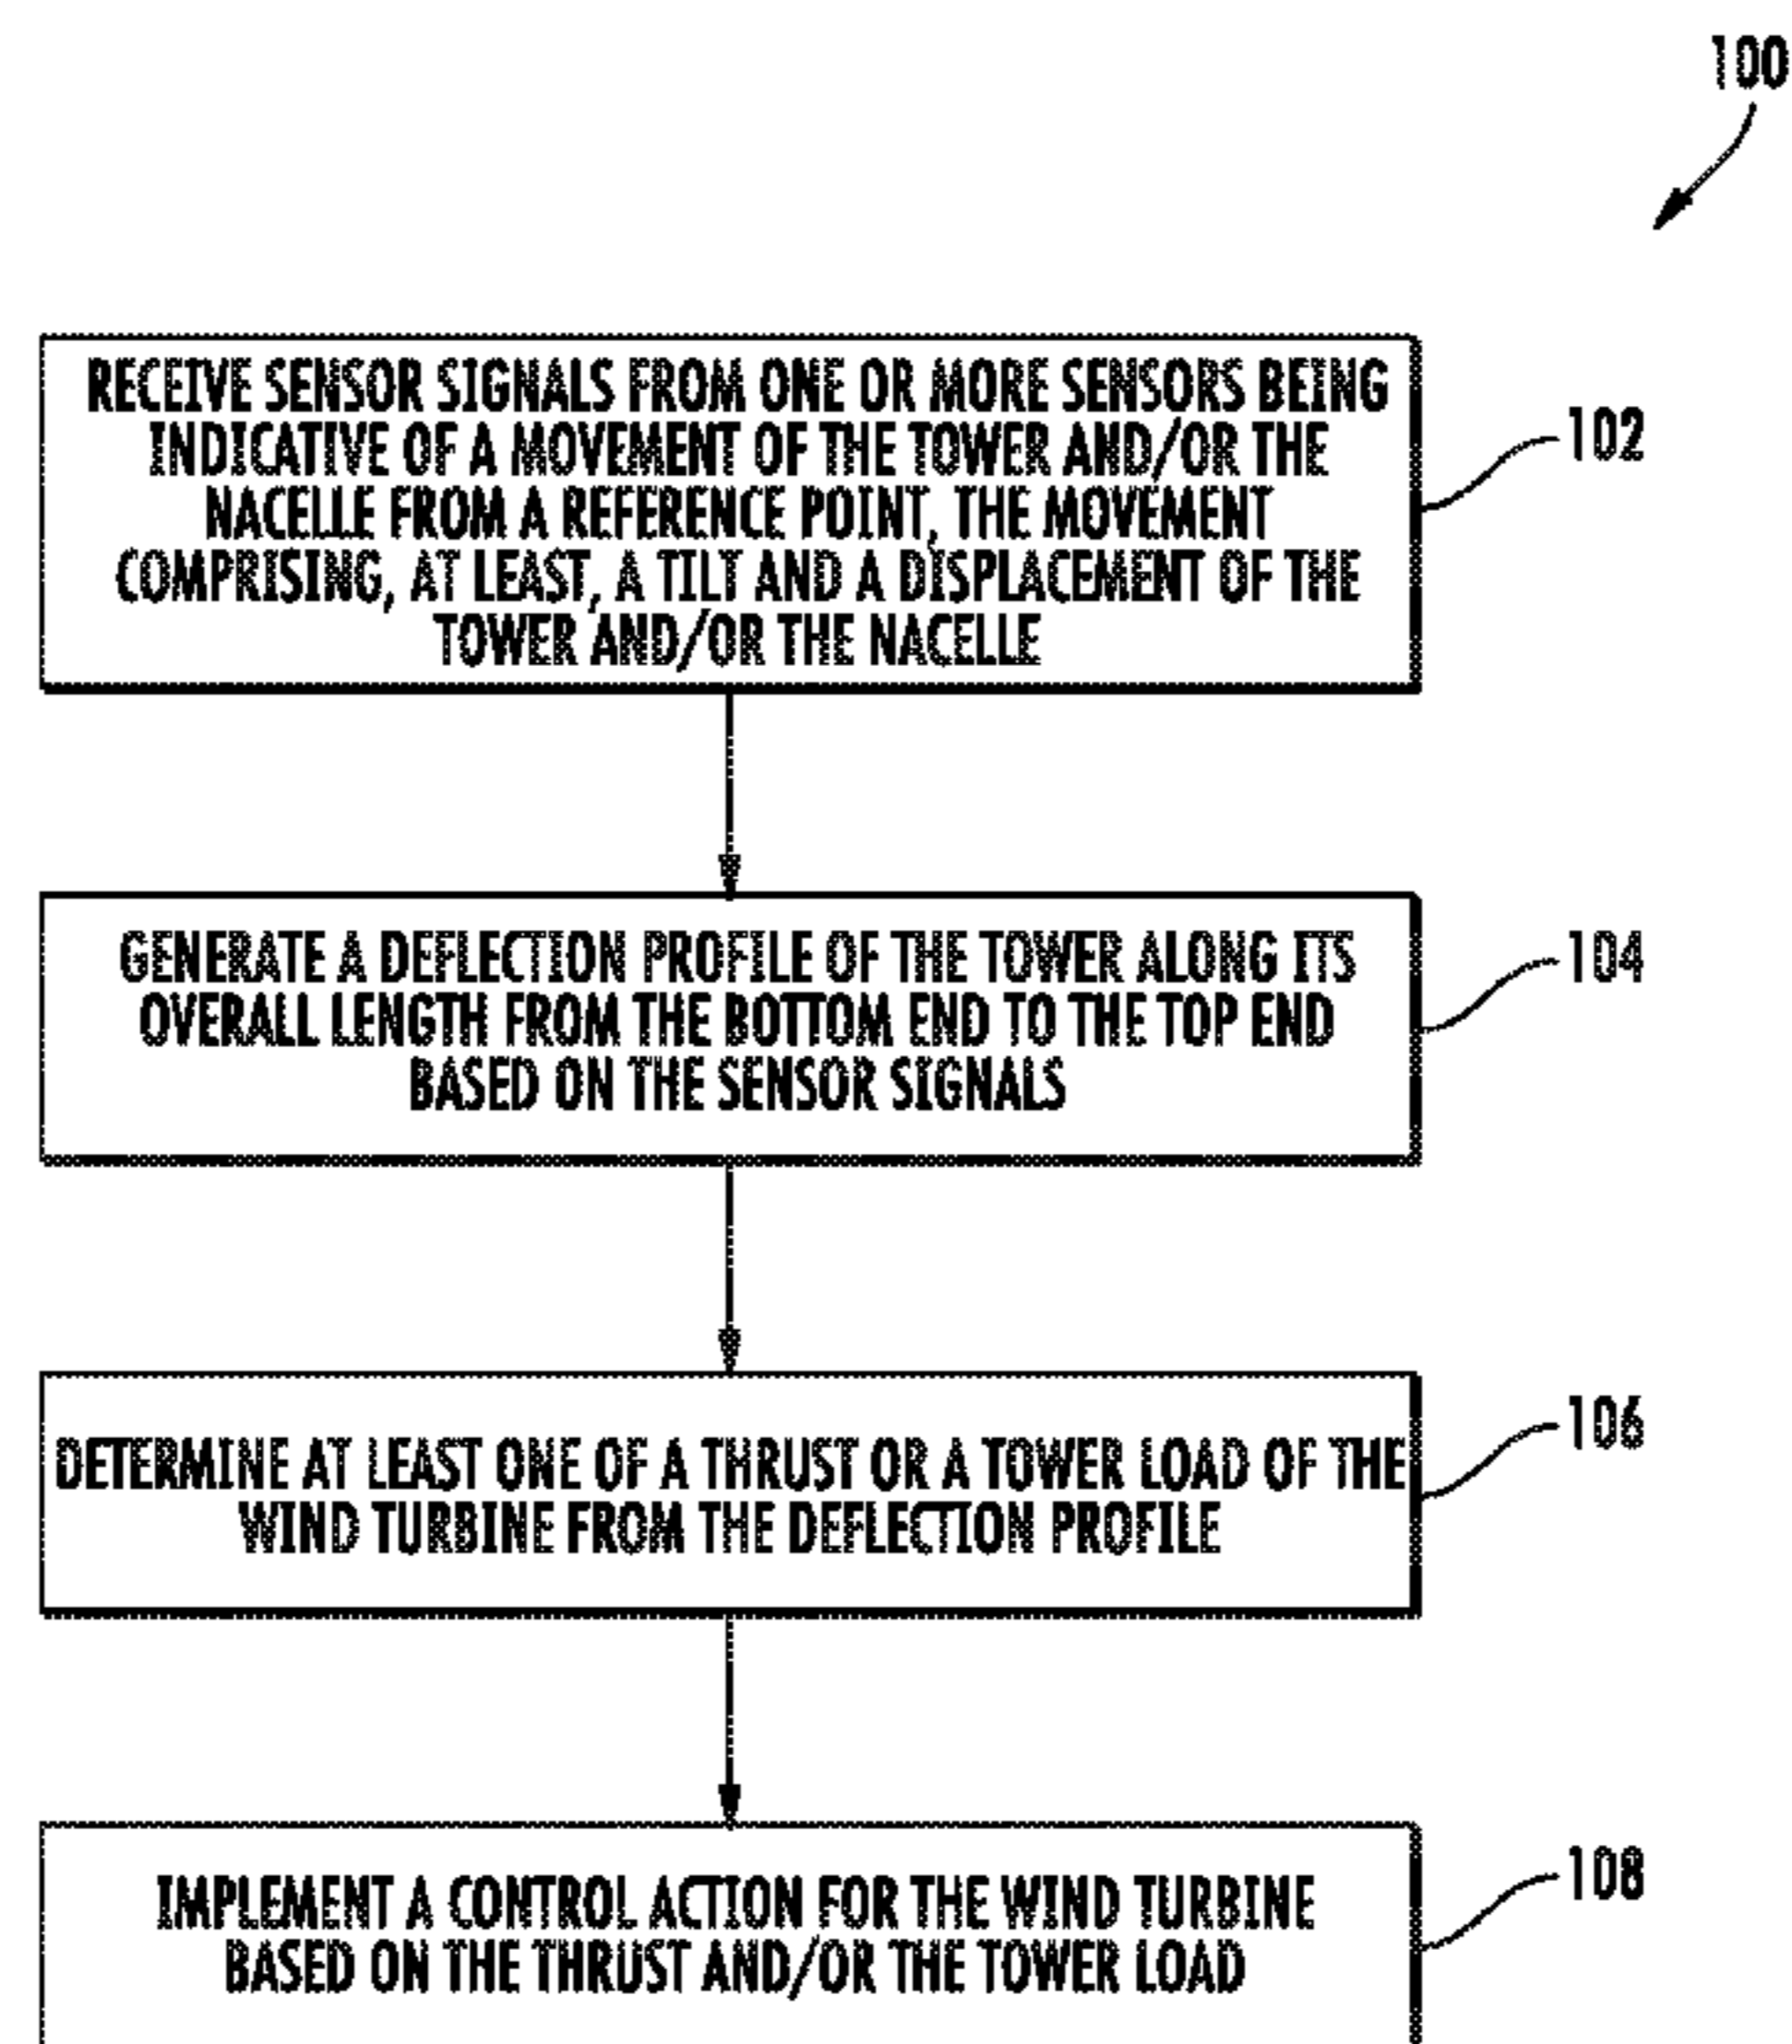 100
RECEIVE SENSOR SIGNALS FROM ONE OR MORE SENSORS BEING
INDICATIVE OF A MOVEMENT OF THE TOWER AND/OR THE
NACELLE FROM A REFERENCE POINT, THE MOVEMENT
COMPRISING, AT LEAST, A TILT AND A DISPLACEMENT OF THE
TOWER AND/OR THE NACELLE
102
GENERATE A DEFLECTION PROFILE OF THE TOWER ALONG ITS
OVERALL LENGTH FROM THE BOTTOM END TO THE TOP END
BASED ON THE SENSOR SIGNALS
104
DETERMINE AT LEAST ONE OF A THRUST OR A TOWER LOAD OF THE
WIND TURBINE FROM THE DEFLECTION PROFILE
106
IMPLEMENT A CONTROL ACTION FOR THE WIND TURBINE
BASED ON THE THRUST AND/OR THE TOWER LOAD
108